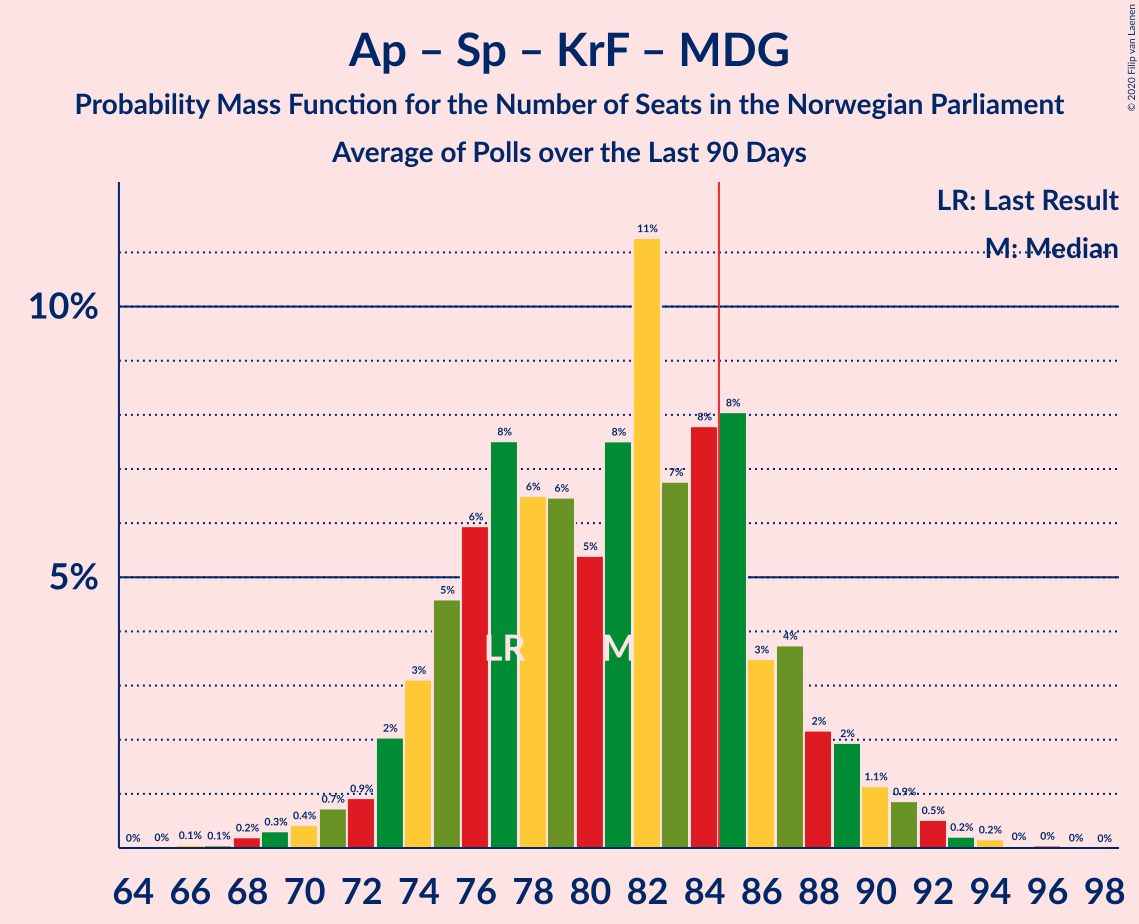 Ap – Sp – KrF – MDG
Probability Mass Function for the Number of Seats in the Norwegian Parliament
Average of Polls over the Last 90 Days
© 2020 Filip van Laenen
LR: Last Result
M: Median
10%
5%
0% 0% 0.1% 0.1% 0.2% 0.3% 0.4% 0.7% 0.9% 2% 3% 5% 6% 8% 6% 6% 5% 8% 11% 7% 8% 8% 3% 4% 2% 2% 1.1% 0.9% 0.5% 0.2% 0.2% 0% 0% 0% 0%
LR M
64 66 68 70 72 74 76 78 80 82 84 86 88 90 92 94 96 98